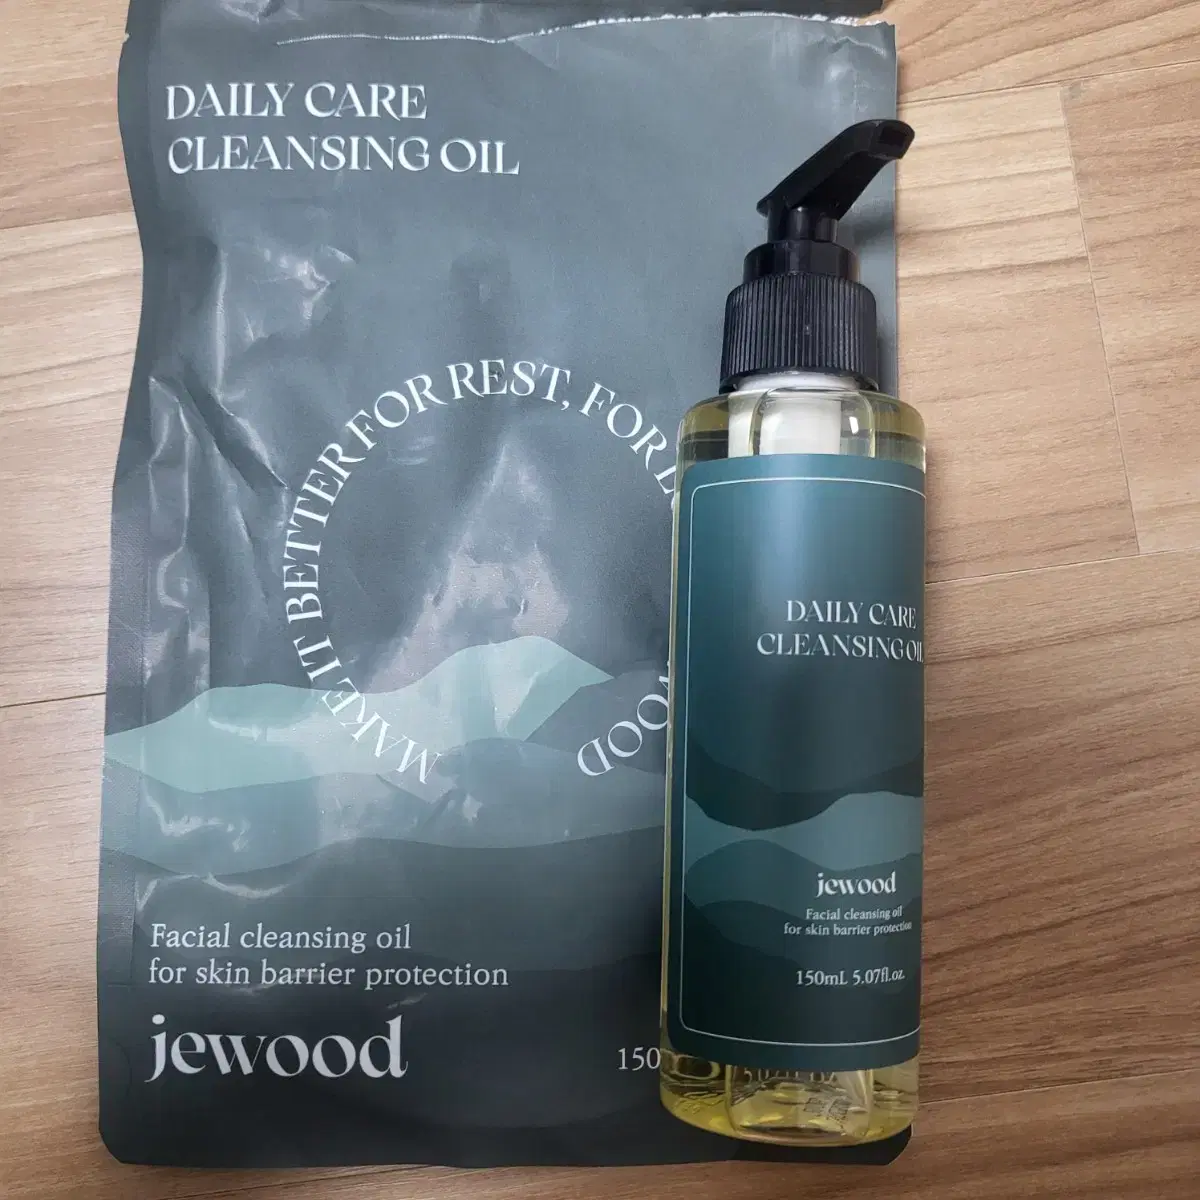 DAILY CARE
CLEANSING OIL
MAKE IT BETTER FOR REST, FOR
WOOD
Facial cleansing oil
for skin barrier protection
jewood
150
DAILY CARE
CLEANSING OIL
jewood
Facial cleansing oil
for skin barrier protection
150mL 5.07fl.oz.